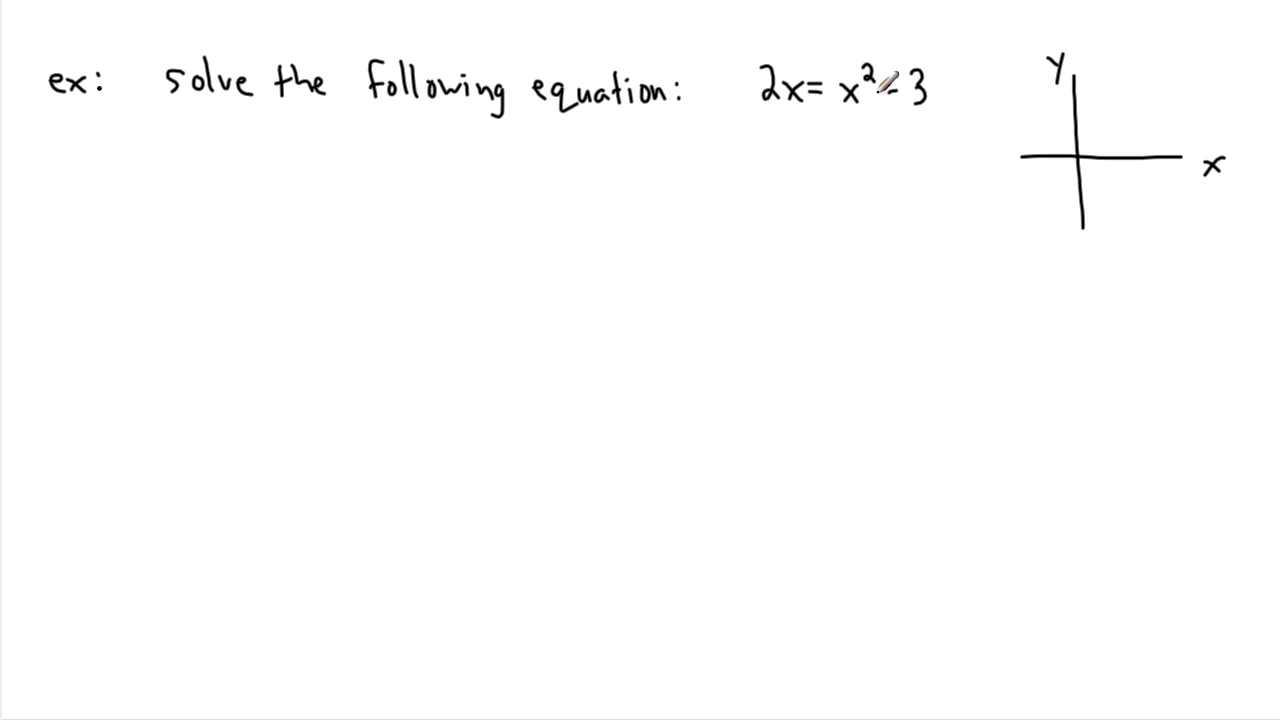 ex: solve the following equation: 2x = x² - 3
y
x